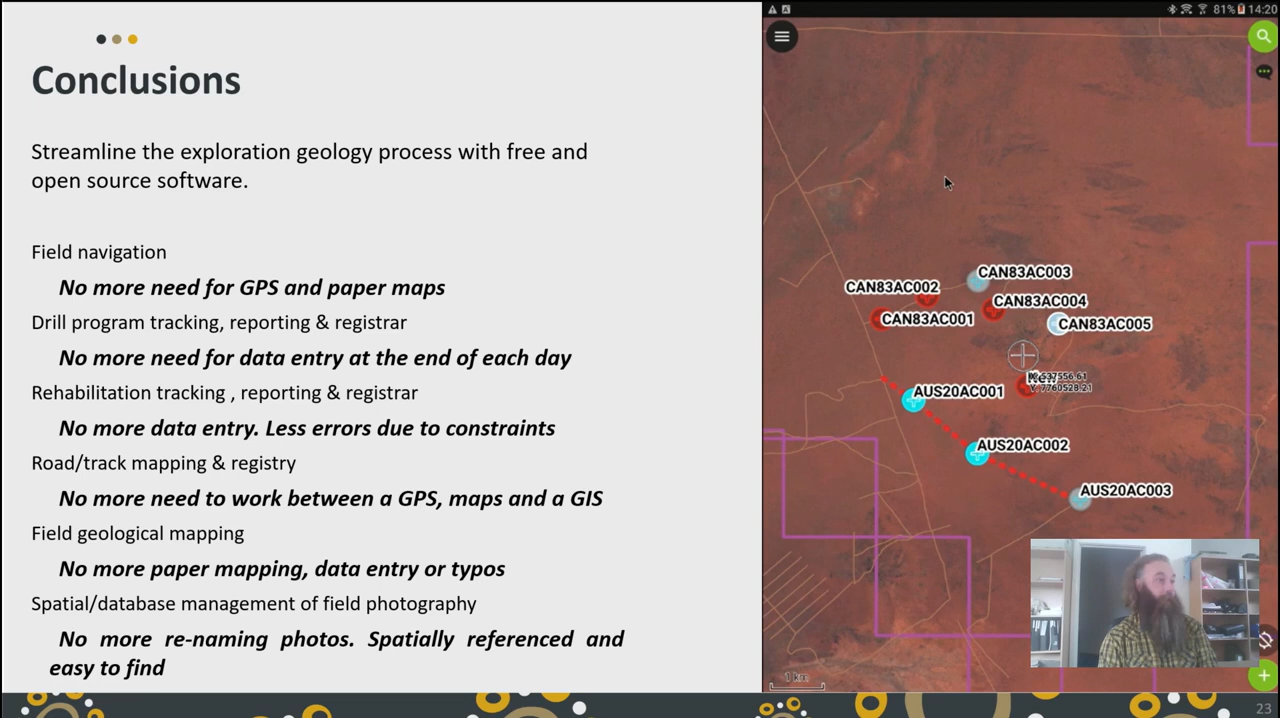 81% 14:20
Conclusions
Streamline the exploration geology process with free and
open source software.
Field navigation
No more need for GPS and paper maps
Drill program tracking, reporting & registrar
No more need for data entry at the end of each day
Rehabilitation tracking , reporting & registrar
No more data entry. Less errors due to constraints
Road/track mapping & registry
No more need to work between a GPS, maps and a GIS
Field geological mapping
No more paper mapping, data entry or typos
Spatial/database management of field photography
No more re-naming photos. Spatially referenced and
easy to find
CAN83AC003
CAN83AC002
CAN83AC004
CAN83AC001
CAN83AC005
AUS20AC001
AUS20AC002
AUS20AC003
1 km
23